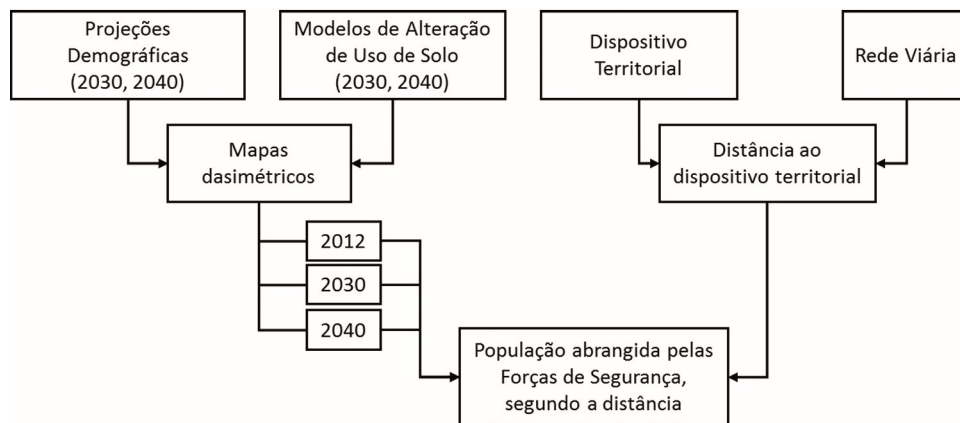 Projeções
Demográficas
(2030, 2040)
Modelos de Alteração
de Uso de Solo
(2030, 2040)
Dispositivo
Territorial
Rede Viária
Mapas
dasimétricos
Distância ao
dispositivo territorial
2012
2030
2040
População abrangida pelas
Forças de Segurança,
segundo a distância